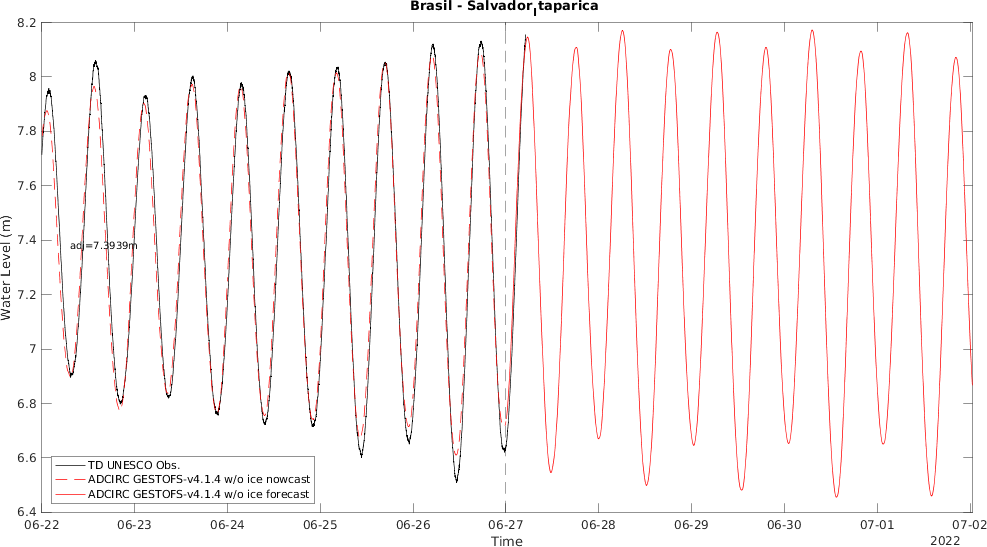 Brasil - Salvador,Itaparica
8.2
8
7.8
7.6
7.4
7.2
7
6.8
6.6
6.4
Water Level (m)
adj=7.3939m
TD UNESCO Obs.
ADCIRC GESTOFS-v4.1.4 w/o ice nowcast
ADCIRC GESTOFS-v4.1.4 w/o ice forecast
06-22 06-23 06-24 06-25 06-26 06-27 06-28 06-29 06-30 07-01 07-02
Time
2022